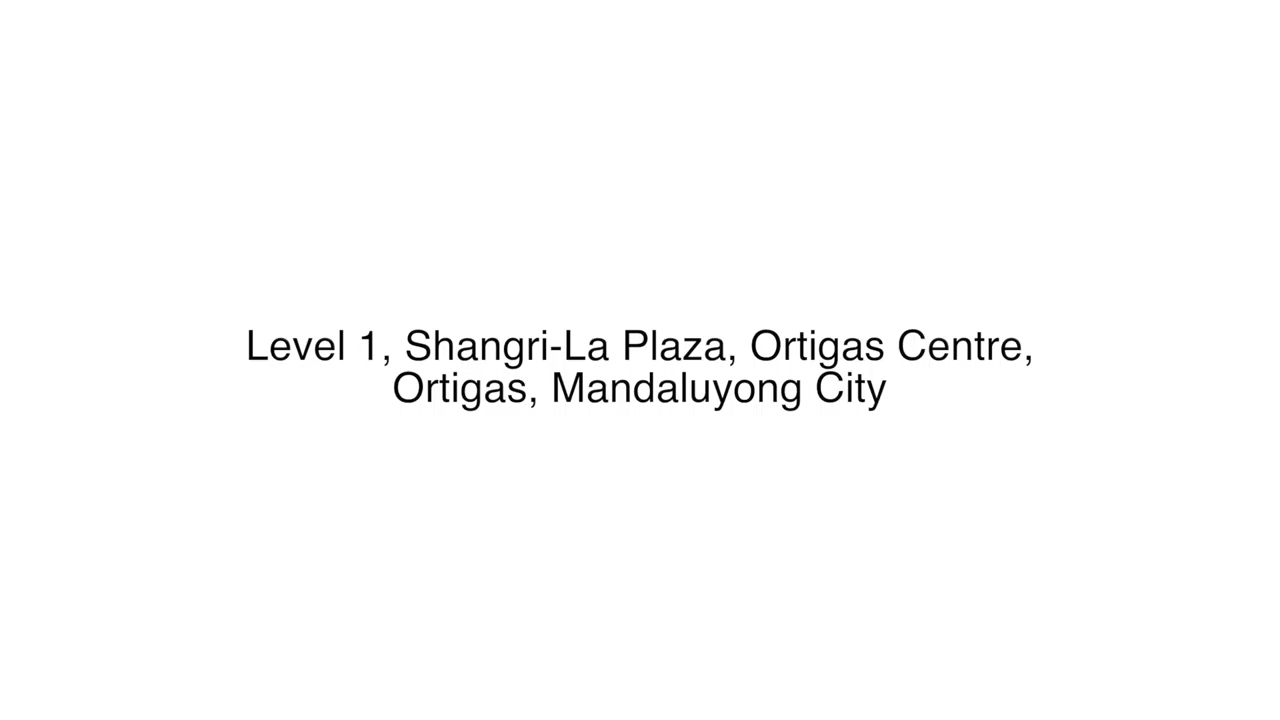 Level 1, Shangri-La Plaza, Ortigas Centre,
Ortigas, Mandaluyong City